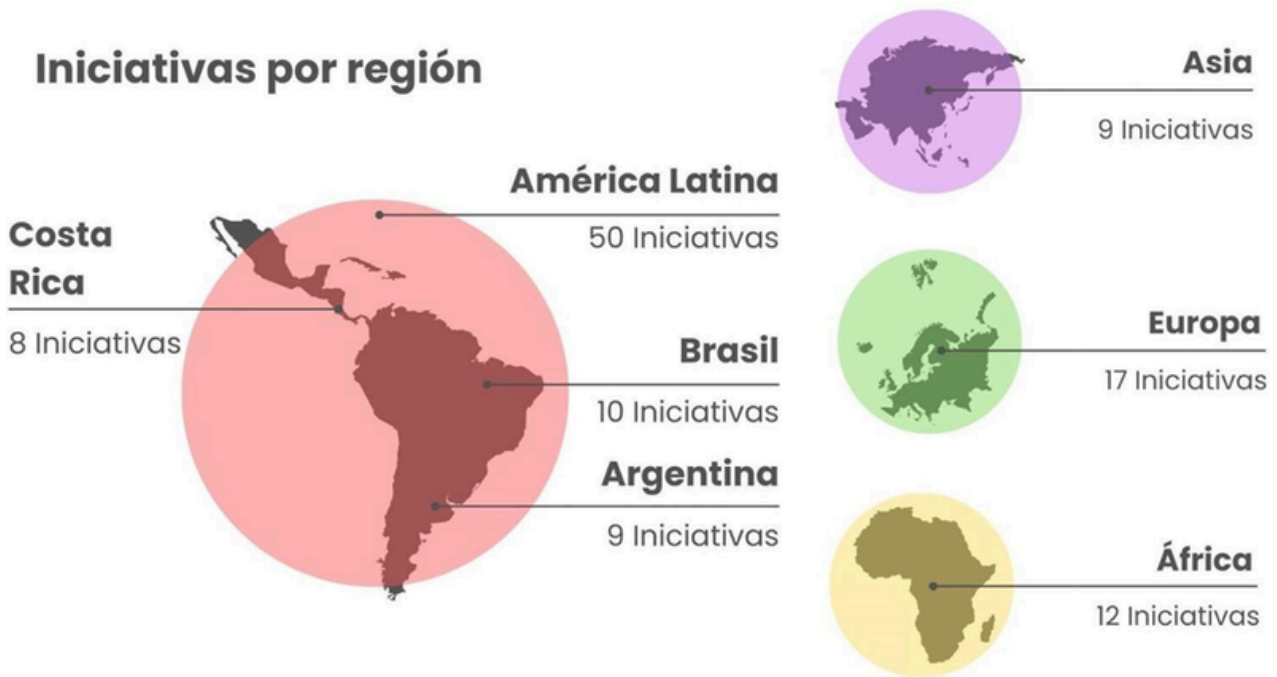 Iniciativas por región
América Latina
50 Iniciativas
Costa
Rica
8 Iniciativas
Brasil
10 Iniciativas
Argentina
9 Iniciativas
Asia
9 Iniciativas
Europa
17 Iniciativas
África
12 Iniciativas